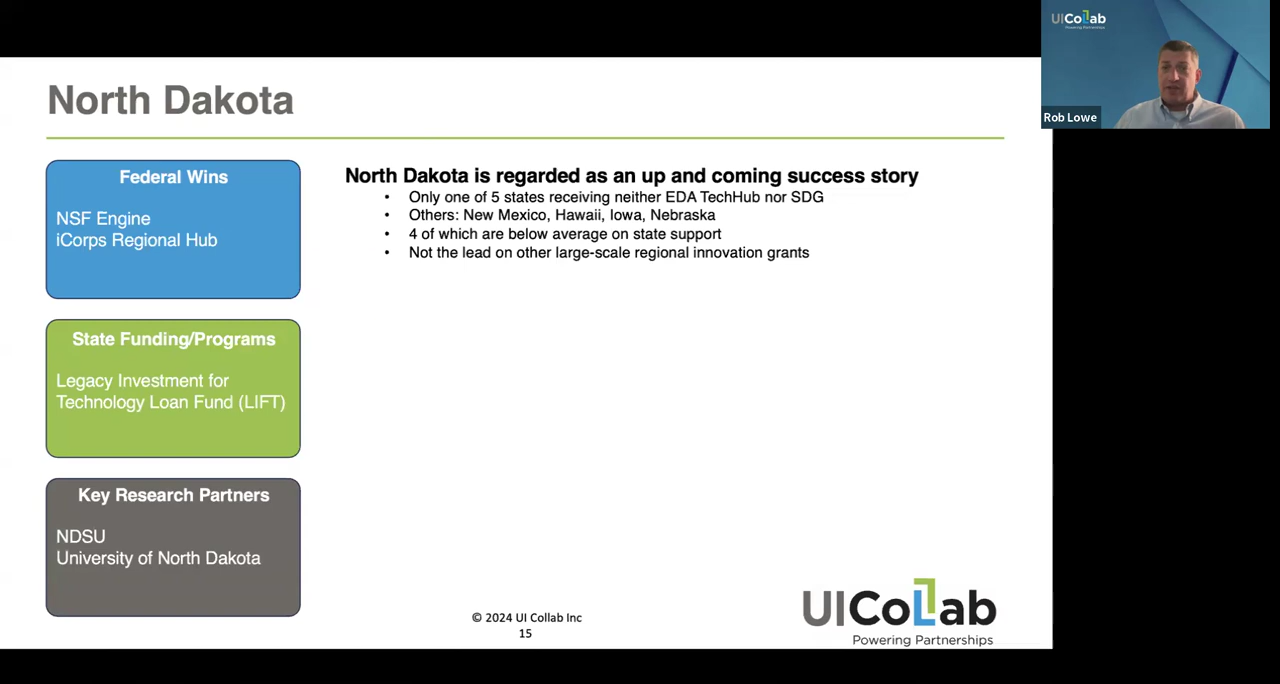 North Dakota
Federal Wins
NSF Engine
iCorps Regional Hub
State Funding/Programs
Legacy Investment for
Technology Loan Fund (LIFT)
Key Research Partners
NDSU
University of North Dakota
North Dakota is regarded as an up and coming success story
• Only one of 5 states receiving neither EDA TechHub nor SDG
• Others: New Mexico, Hawaii, Iowa, Nebraska
• 4 of which are below average on state support
• Not the lead on other large-scale regional innovation grants
© 2024 UI Collab Inc
15
UICoLLab
Powering Partnerships
UICoLLab
Powering Partnerships
Rob Lowe